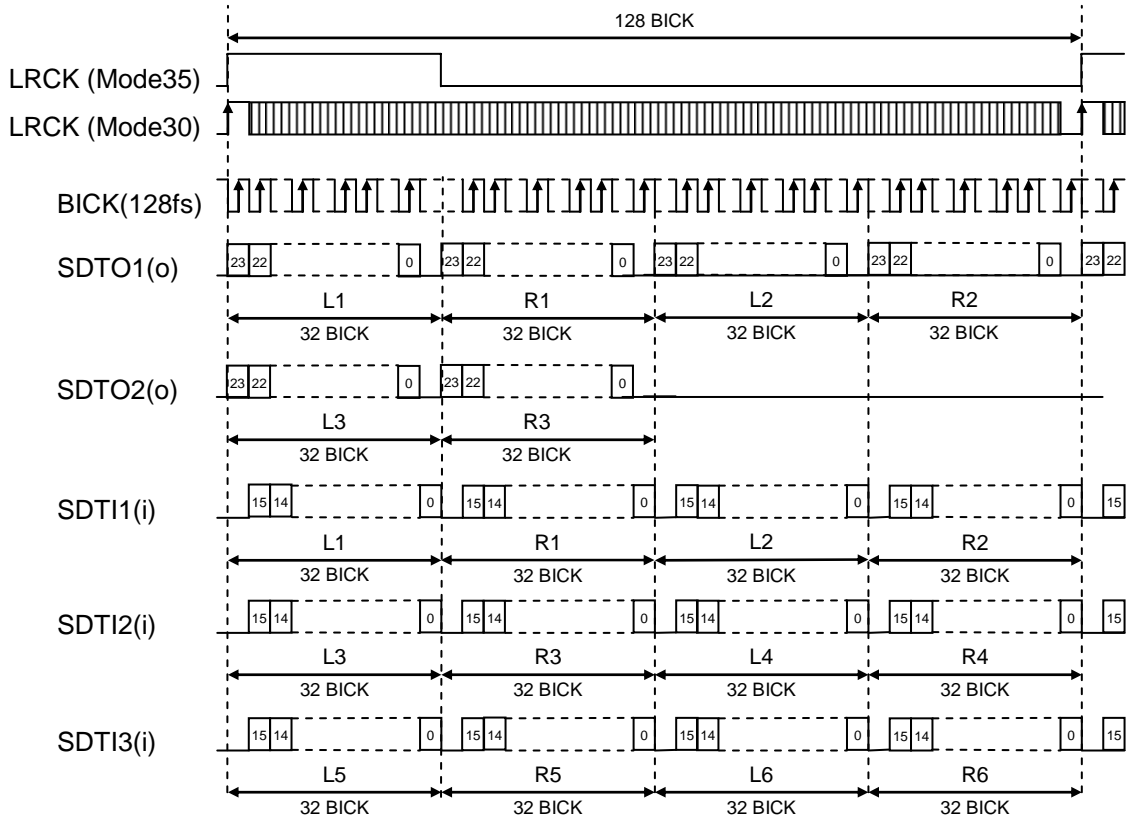 128 BICK
LRCK (Mode35)
LRCK (Mode30)
BICK(128fs)
SDTO1(o)
23 22 0 23 22 0 23 22 0 23 22 0 23 22
L1 R1 L2 R2
32 BICK 32 BICK 32 BICK 32 BICK
SDTO2(o)
23 22 0 23 22 0
L3 R3
32 BICK 32 BICK
SDTI1(i)
15 14 0 15 14 0 15 14 0 15 14 0 15
L1 R1 L2 R2
32 BICK 32 BICK 32 BICK 32 BICK
SDTI2(i)
15 14 0 15 14 0 15 14 0 15 14 0 15
L3 R3 L4 R4
32 BICK 32 BICK 32 BICK 32 BICK
SDTI3(i)
15 14 0 15 14 0 15 14 0 15 14 0 15
L5 R5 L6 R6
32 BICK 32 BICK 32 BICK 32 BICK